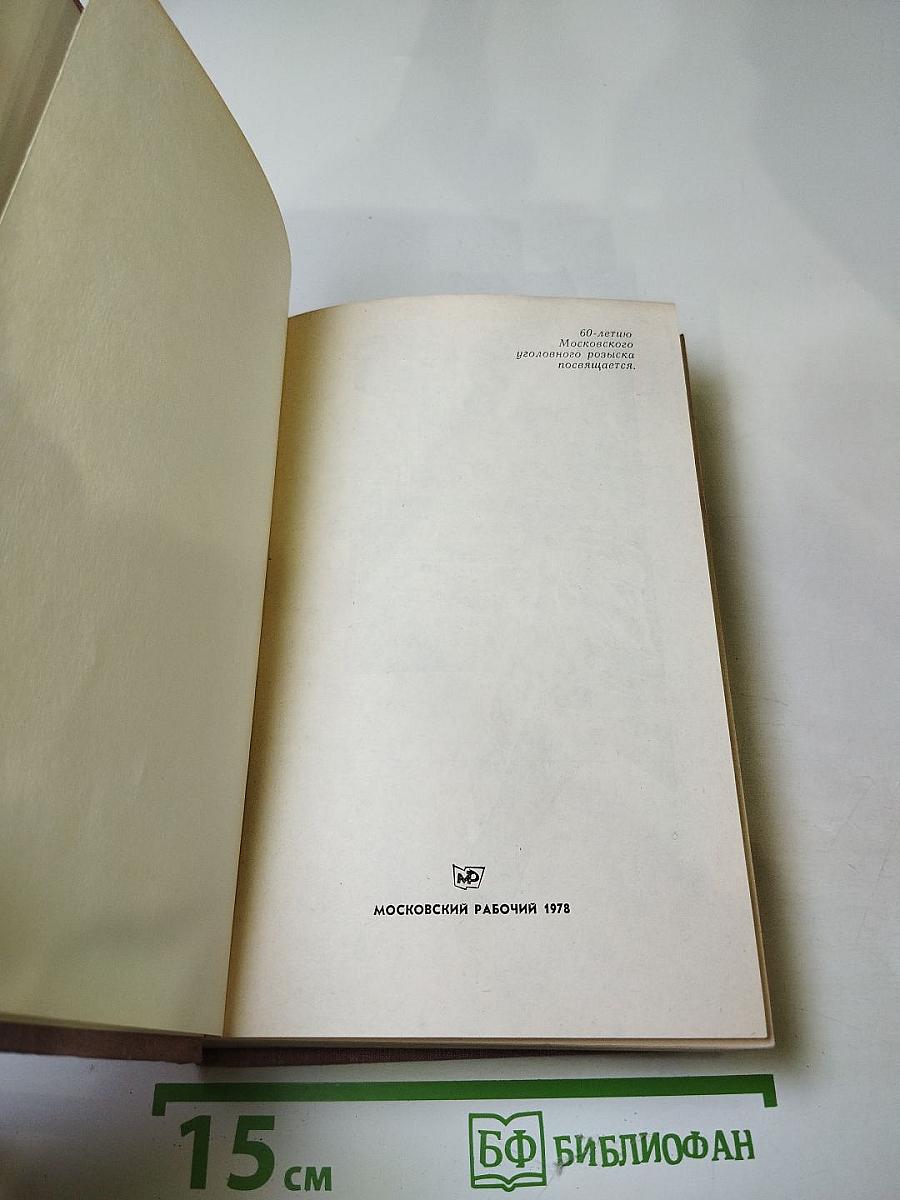 60-летию
Московского
уголовного розыска
посвящается.
МР
МОСКОВСКИЙ РАБОЧИЙ 1978
15 см
БФ БИБЛИОФАН